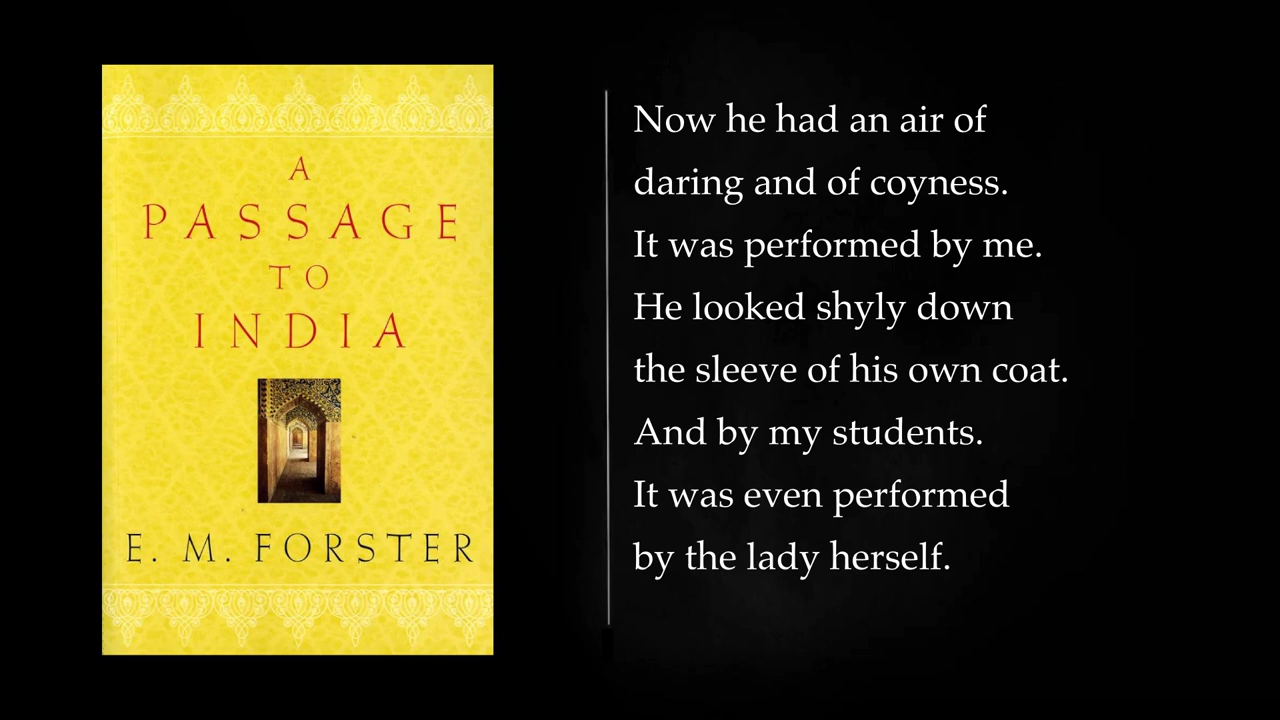 A
PASSAGE
TO
INDIA
E. M. FORSTER
Now he had an air of
daring and of coyness.
It was performed by me.
He looked shyly down
the sleeve of his own coat.
And by my students.
It was even performed
by the lady herself.